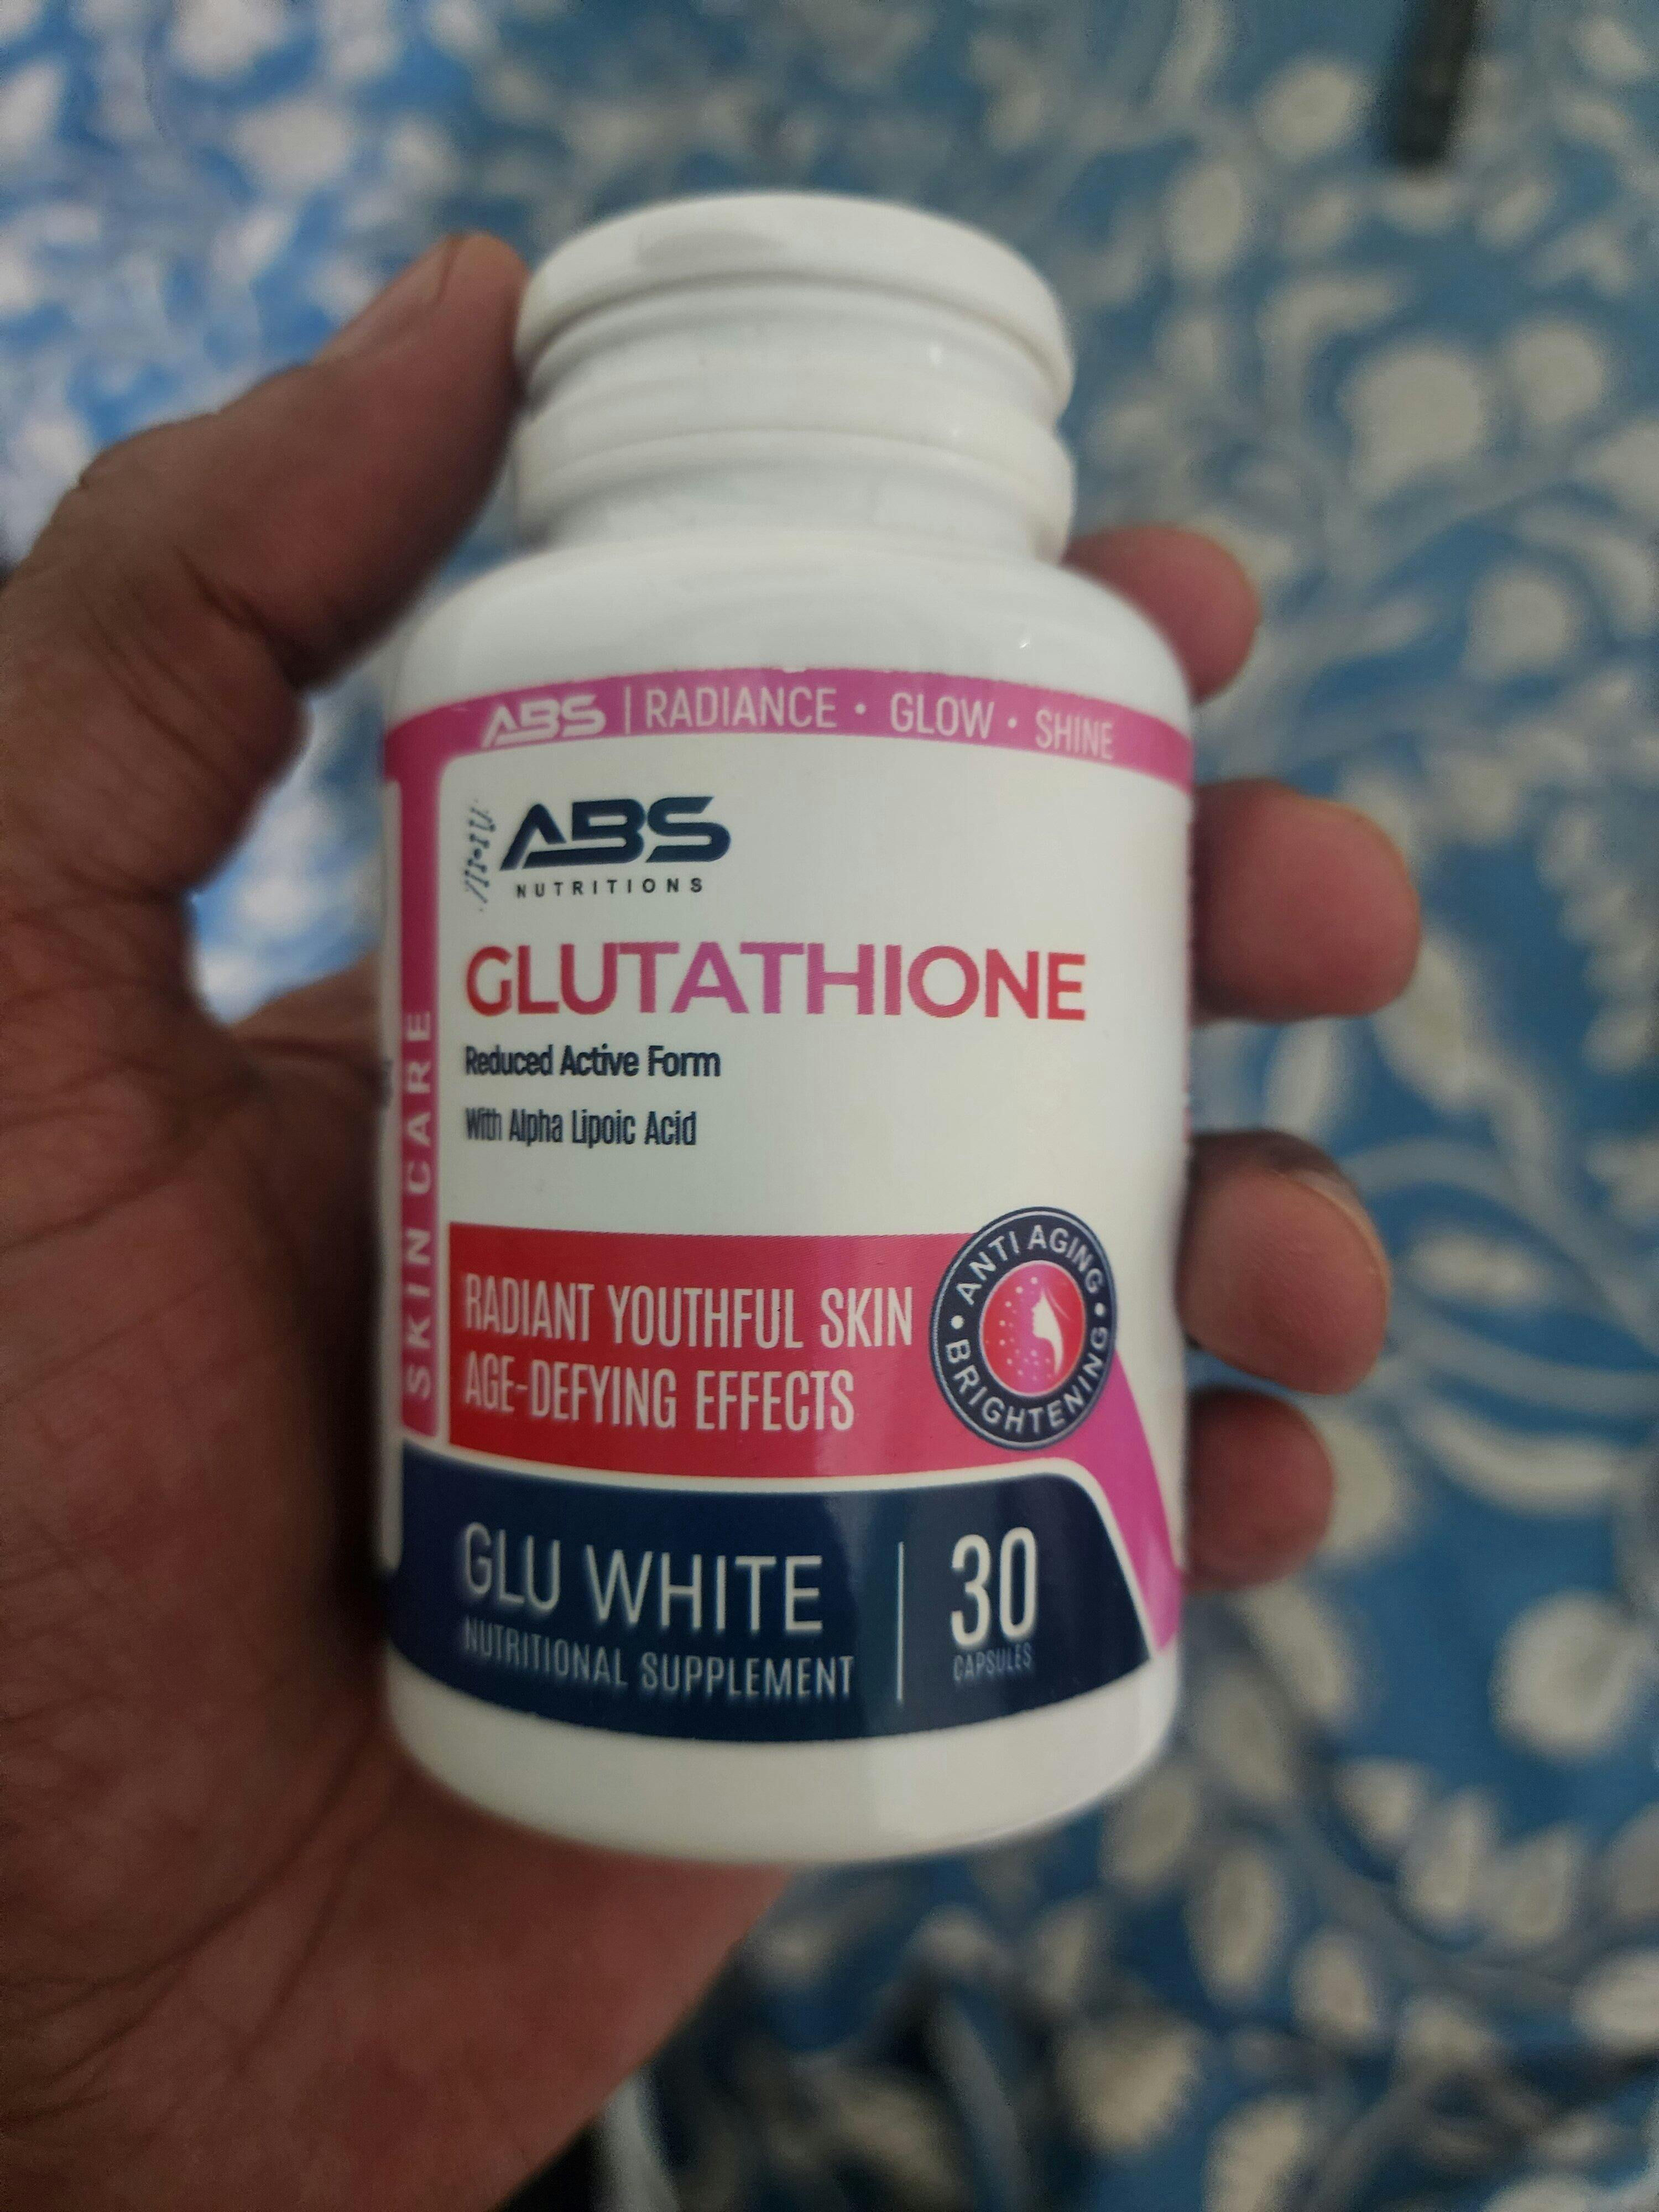 ABS | RADIANCE • GLOW • SHINE
ABS
NUTRITIONS
GLUTATHIONE
Reduced Active Form
With Alpha Lipoic Acid
SKIN CARE
RADIANT YOUTHFUL SKIN
AGE-DEFYING EFFECTS
• ANTI AGING •
BRIGHTENING
GLU WHITE
NUTRITIONAL SUPPLEMENT
30
CAPSULES